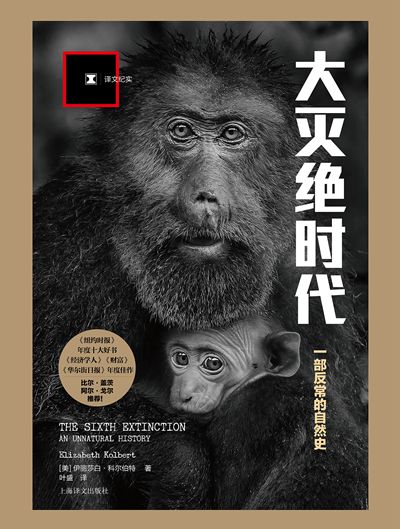 译文纪实
大灭绝时代
一部反常的自然史
《纽约时报》
年度十大好书
《经济学人》《财富》
《华尔街日报》年度佳作
比尔·盖茨
阿尔·戈尔
推荐!
THE SIXTH EXTINCTION
AN UNNATURAL HISTORY
Elizabeth Kolbert
[美]伊丽莎白·科尔伯特 著
叶盛 译
上海译文出版社